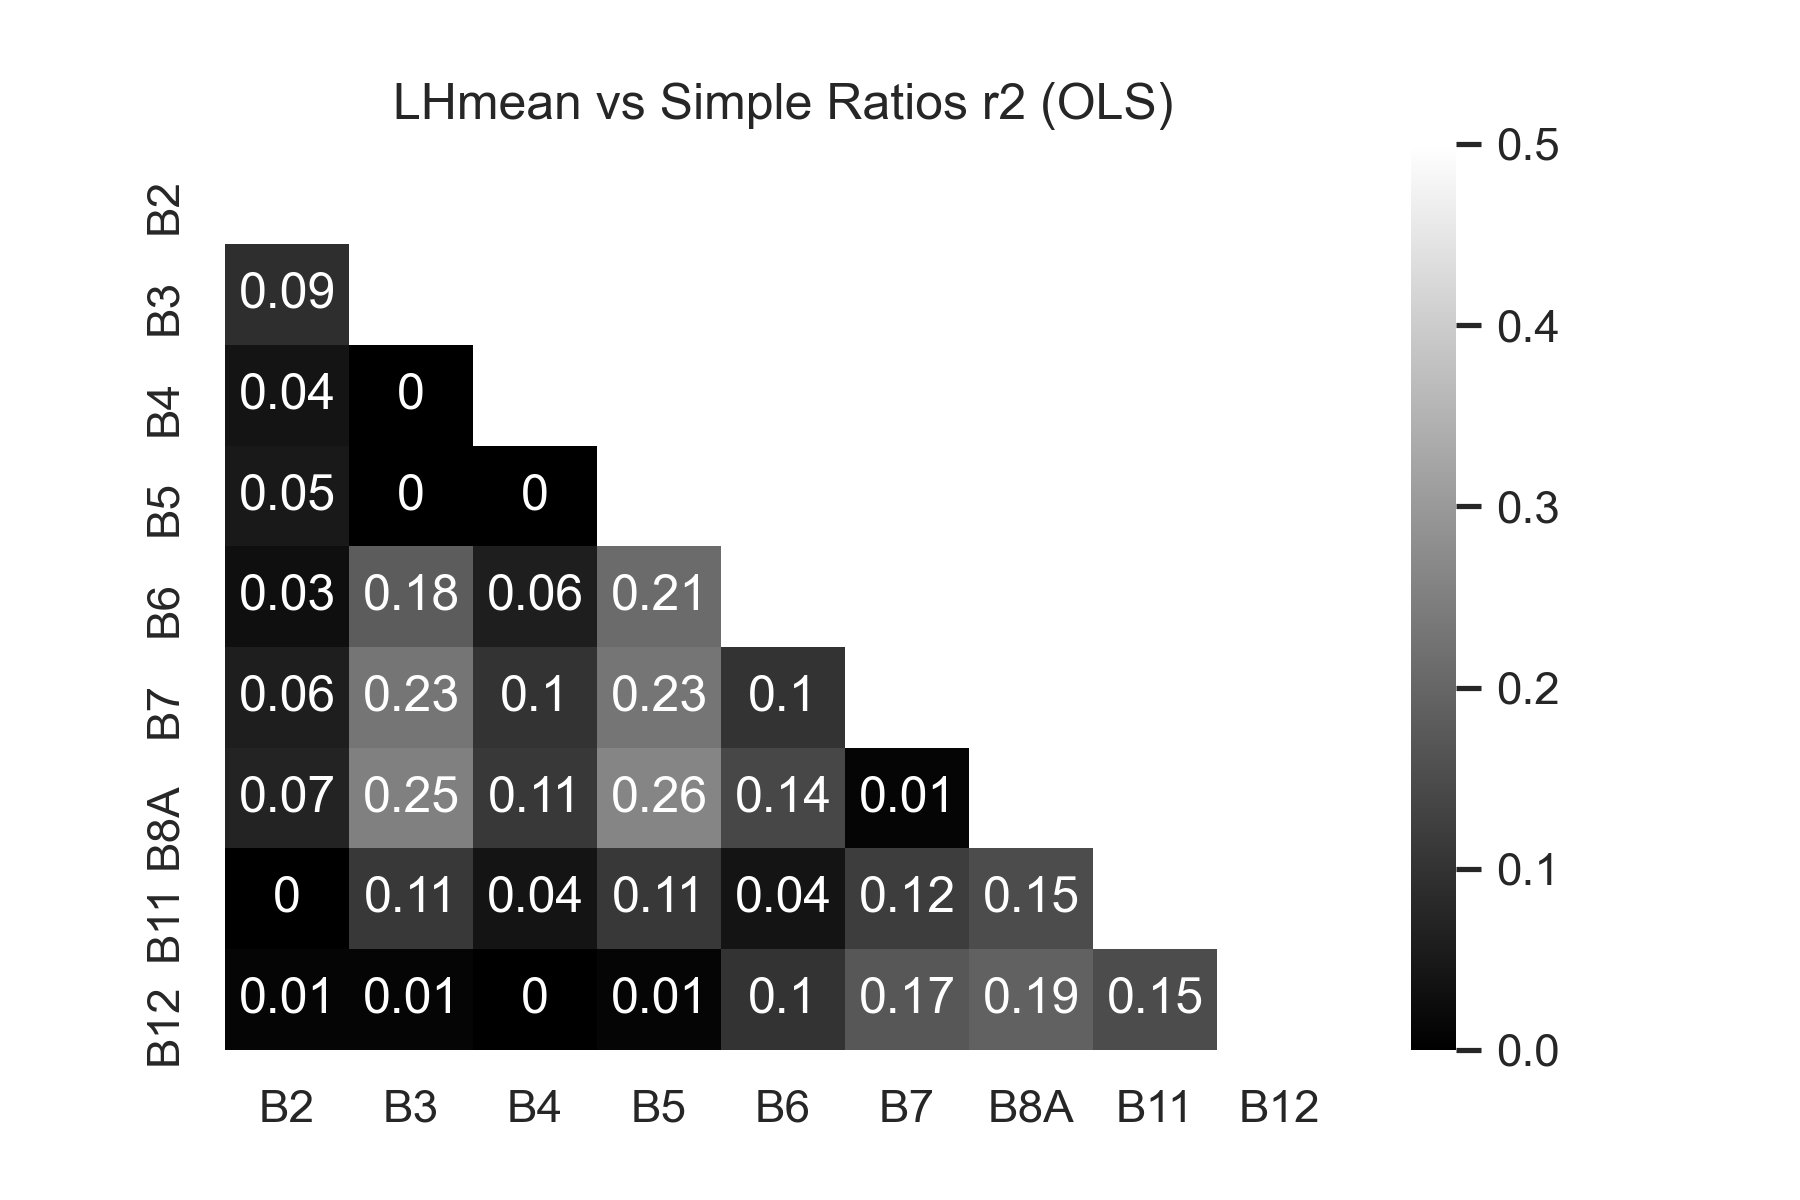 LHmean vs Simple Ratios r2 (OLS)
B2
B3 0.09
B4 0.04 0
B5 0.05 0 0
B6 0.03 0.18 0.06 0.21
B7 0.06 0.23 0.1 0.23 0.1
B8A 0.07 0.25 0.11 0.26 0.14 0.01
B11 0 0.11 0.04 0.11 0.04 0.12 0.15
B12 0.01 0.01 0 0.01 0.1 0.17 0.19 0.15
B2 B3 B4 B5 B6 B7 B8A B11 B12
0.5
0.4
0.3
0.2
0.1
0.0